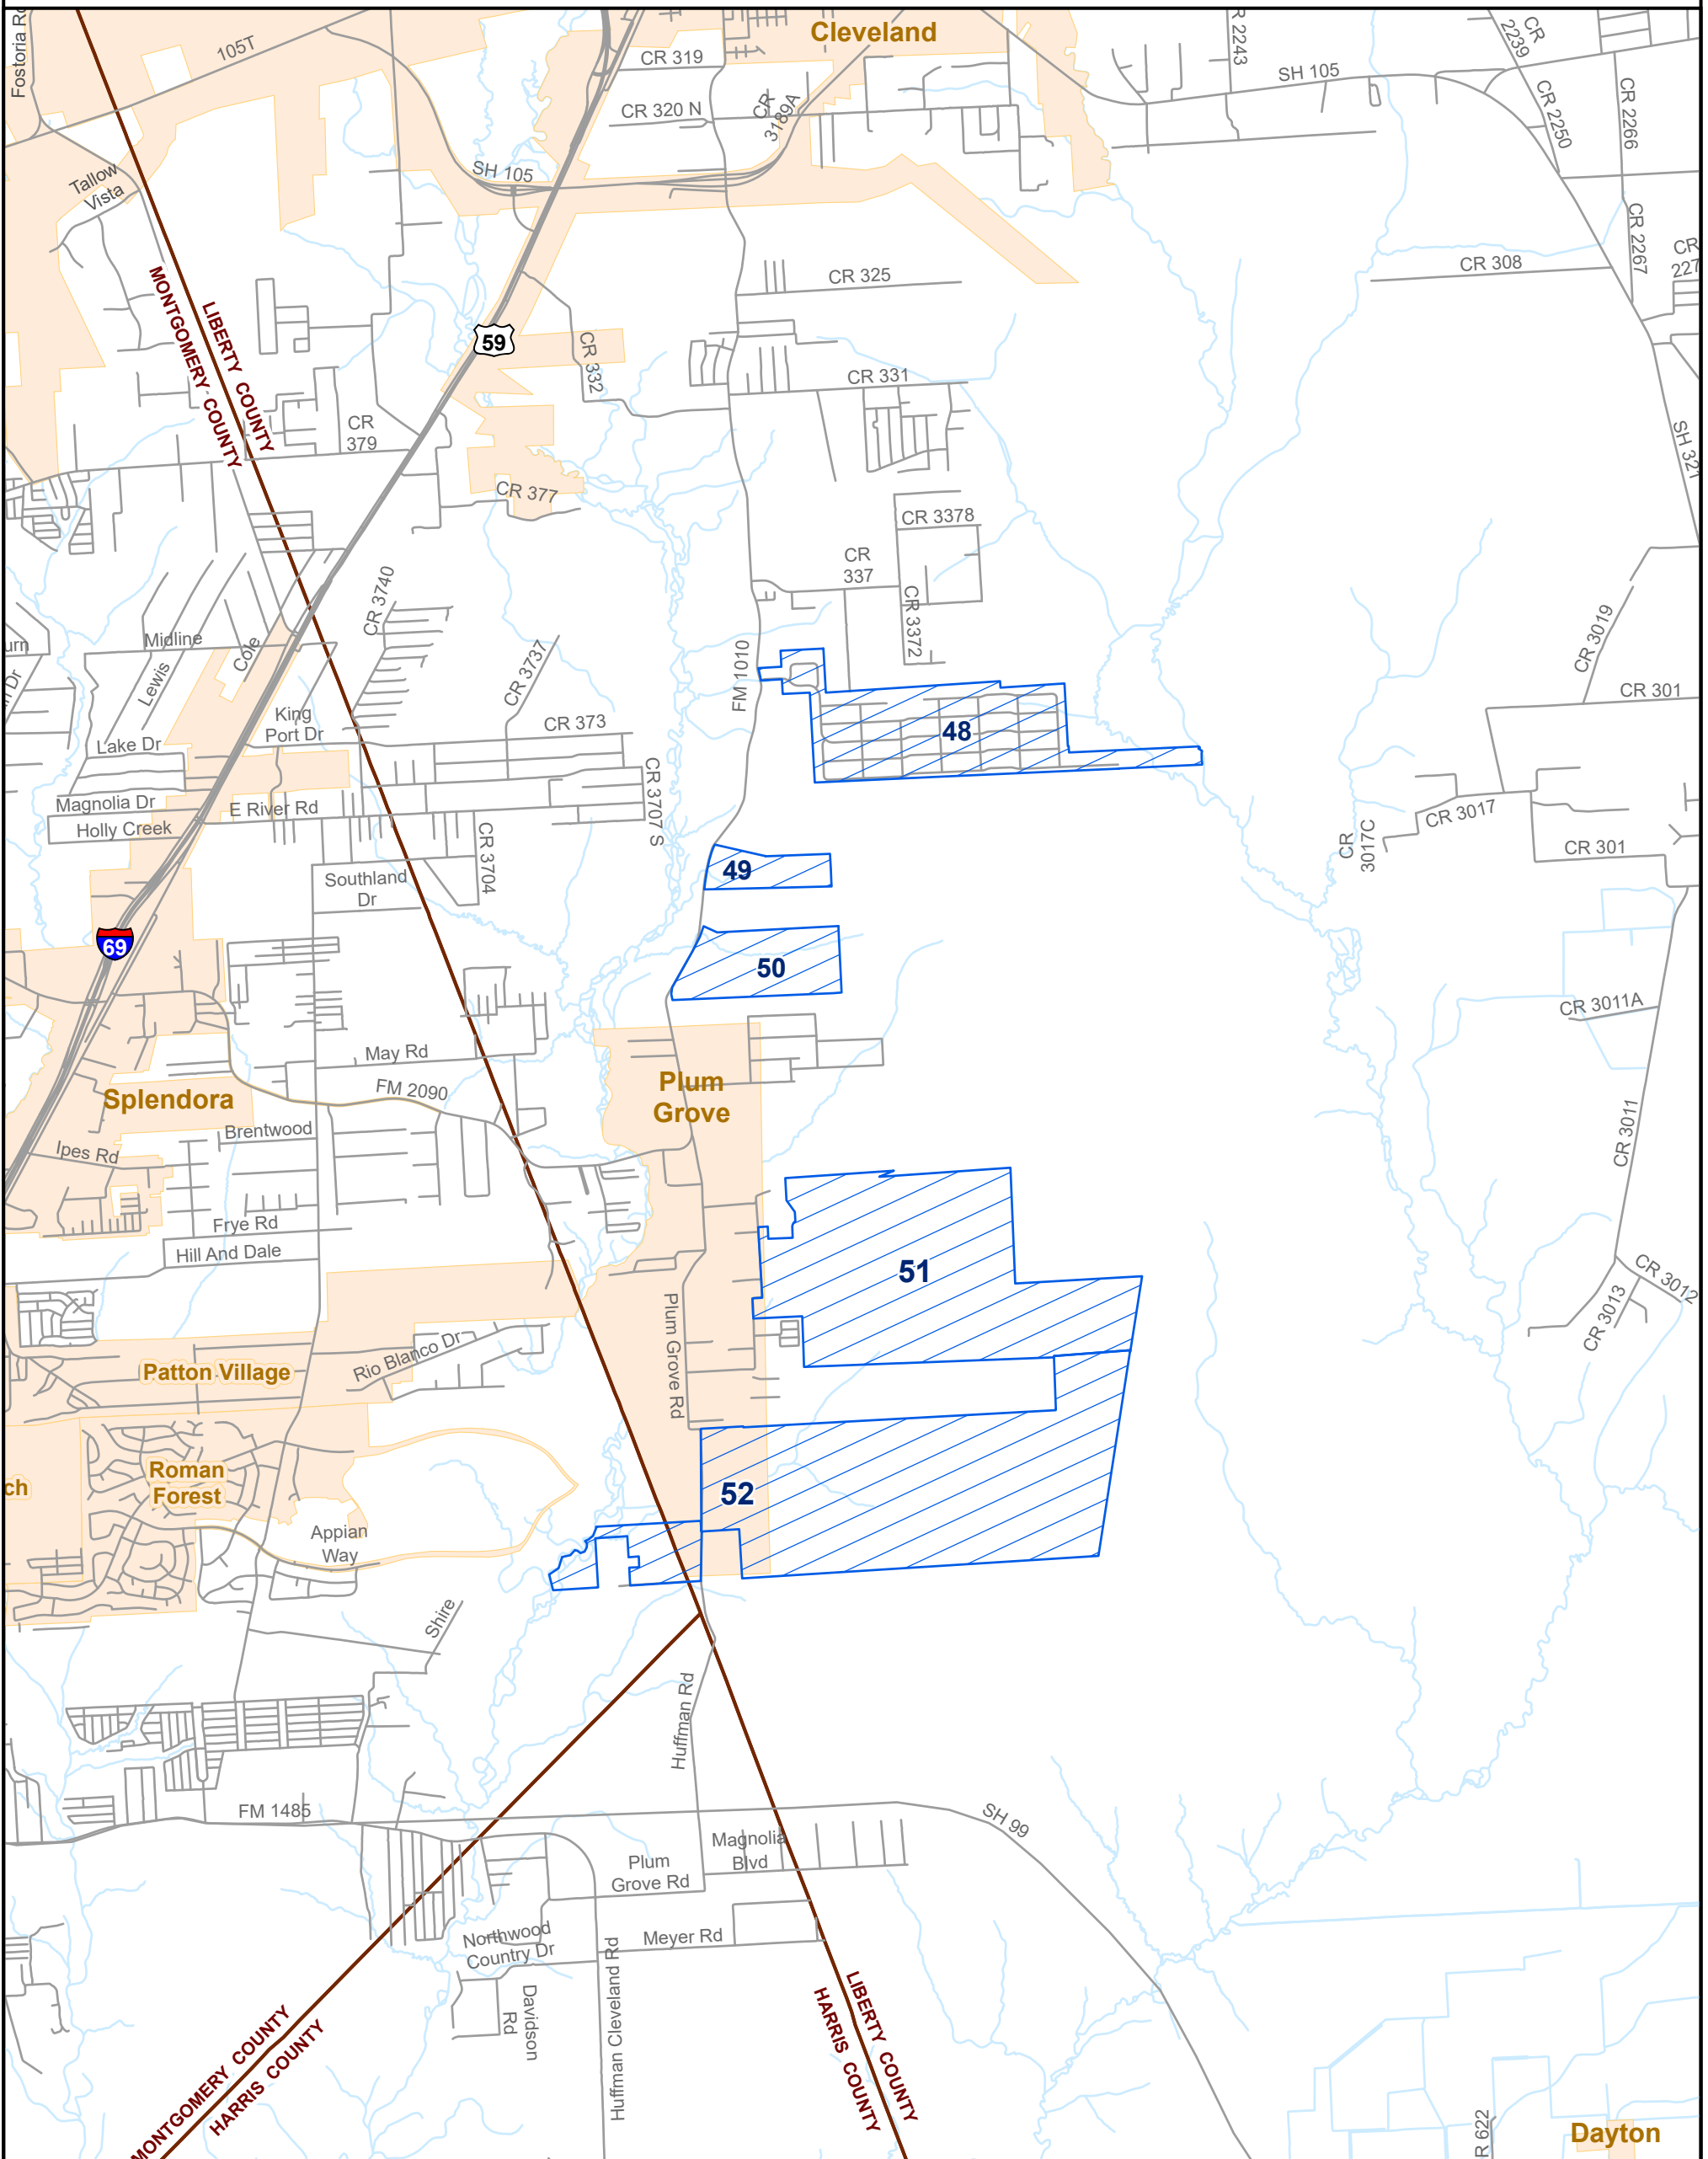 Cleveland
Fostoria Rd
105T
CR 319
CR 320 N
CR
3189A
SH 105
R 2243
SH 105
CR
2239
CR 2250
CR 2266
CR 2267
CR
227
CR 308
Tallow
Vista
MONTGOMERY COUNTY
LIBERTY COUNTY
59
CR 325
CR 332
CR 331
CR
379
CR 377
SH 321
CR 3378
CR
337
CR 3372
CR 3740
CR 3737
Midline
Cole
Lewis
urn
n Dr
King
Port Dr
CR 373
Lake Dr
FM 1010
48
CR 3019
CR 301
Magnolia Dr
E River Rd
Holly Creek
CR 3707 S
CR 3704
CR
3017C
CR 3017
CR 301
49
Southland
Dr
69
50
CR 3011A
May Rd
FM 2090
Splendora
Plum
Grove
Brentwood
Ipes Rd
CR 3011
Frye Rd
Hill And Dale
51
CR 3012
CR 3013
Plum Grove Rd
Rio Blanco Dr
Patton Village
Roman
Forest
ch
52
Appian
Way
Shire
Huffman Rd
FM 1485
SH 99
Magnolia
Blvd
Plum
Grove Rd
Northwood
Country Dr
Meyer Rd
Davidson
Rd
Huffman Cleveland Rd
LIBERTY COUNTY
HARRIS COUNTY
MONTGOMERY COUNTY
HARRIS COUNTY
R 622
Dayton